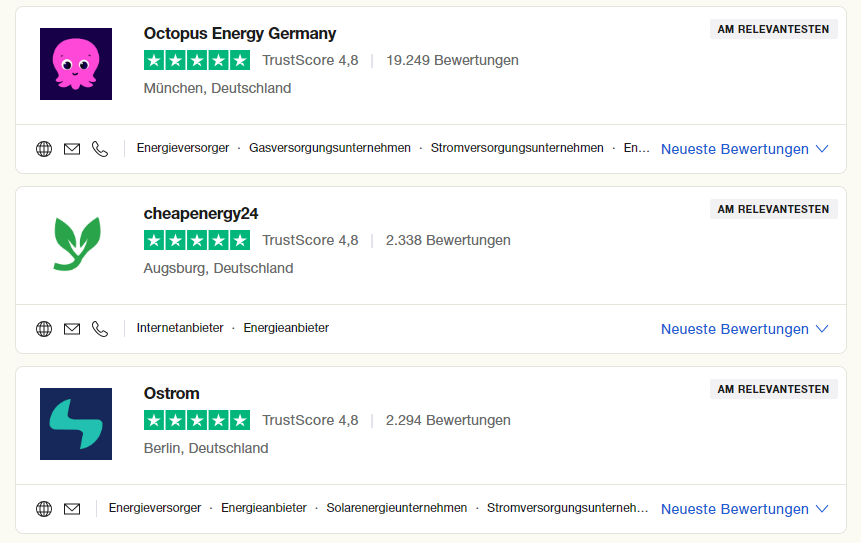 Octopus Energy Germany
AM RELEVANTESTEN
TrustScore 4,8 | 19.249 Bewertungen
München, Deutschland
Energieversorger · Gasversorgungsunternehmen · Stromversorgungsunternehmen · En... Neueste Bewertungen
cheapenergy24
AM RELEVANTESTEN
TrustScore 4,8 | 2.338 Bewertungen
Augsburg, Deutschland
Internetanbieter · Energieanbieter Neueste Bewertungen
Ostrom
AM RELEVANTESTEN
TrustScore 4,8 | 2.294 Bewertungen
Berlin, Deutschland
Energieversorger · Energieanbieter · Solarenergieunternehmen · Stromversorgungsunterneh... Neueste Bewertungen